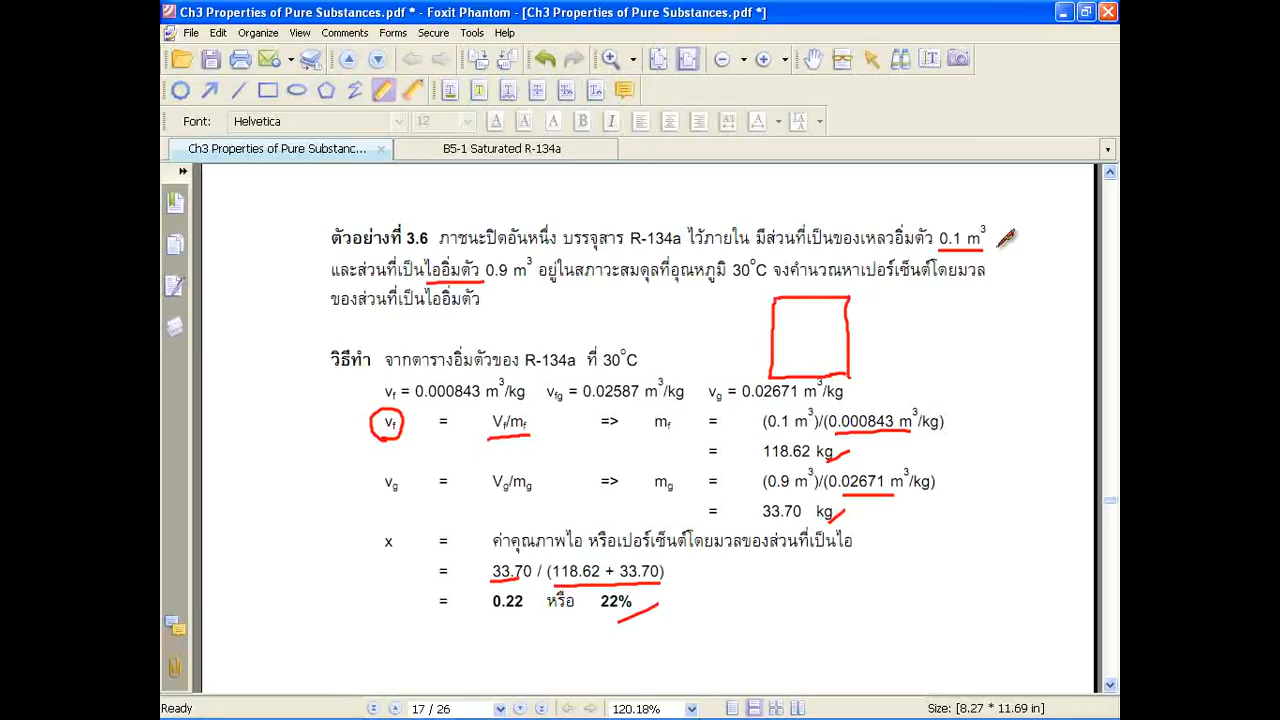 Ch3 Properties of Pure Substances.pdf * - Foxit Phantom - [Ch3 Properties of Pure Substances.pdf *]
File Edit Organize View Comments Forms Secure Tools Help
Font: Helvetica 12
Ch3 Properties of Pure Substanc... B5-1 Saturated R-134a
ตัวอย่างที่ 3.6 ภาชนะปิดอันหนึ่ง บรรจุสาร R-134a ไว้ภายใน มีส่วนที่เป็นของเหลวอิ่มตัว 0.1 m³
และส่วนที่เป็นไออิ่มตัว 0.9 m³ อยู่ในสภาวะสมดุลที่อุณหภูมิ 30°C จงคำนวณหาเปอร์เซ็นต์โดยมวล
ของส่วนที่เป็นไออิ่มตัว
วิธีทำ จากตารางอิ่มตัวของ R-134a ที่ 30°C
vf = 0.000843 m³/kg vfg = 0.02587 m³/kg vg = 0.02671 m³/kg
vf = Vf/mf => mf = (0.1 m³)/(0.000843 m³/kg)
= 118.62 kg
vg = Vg/mg => mg = (0.9 m³)/(0.02671 m³/kg)
= 33.70 kg
x = ค่าคุณภาพไอ หรือเปอร์เซ็นต์โดยมวลของส่วนที่เป็นไอ
= 33.70 / (118.62 + 33.70)
= 0.22 หรือ 22%
Ready 17 / 26 120.18% Size: [8.27 * 11.69 in]